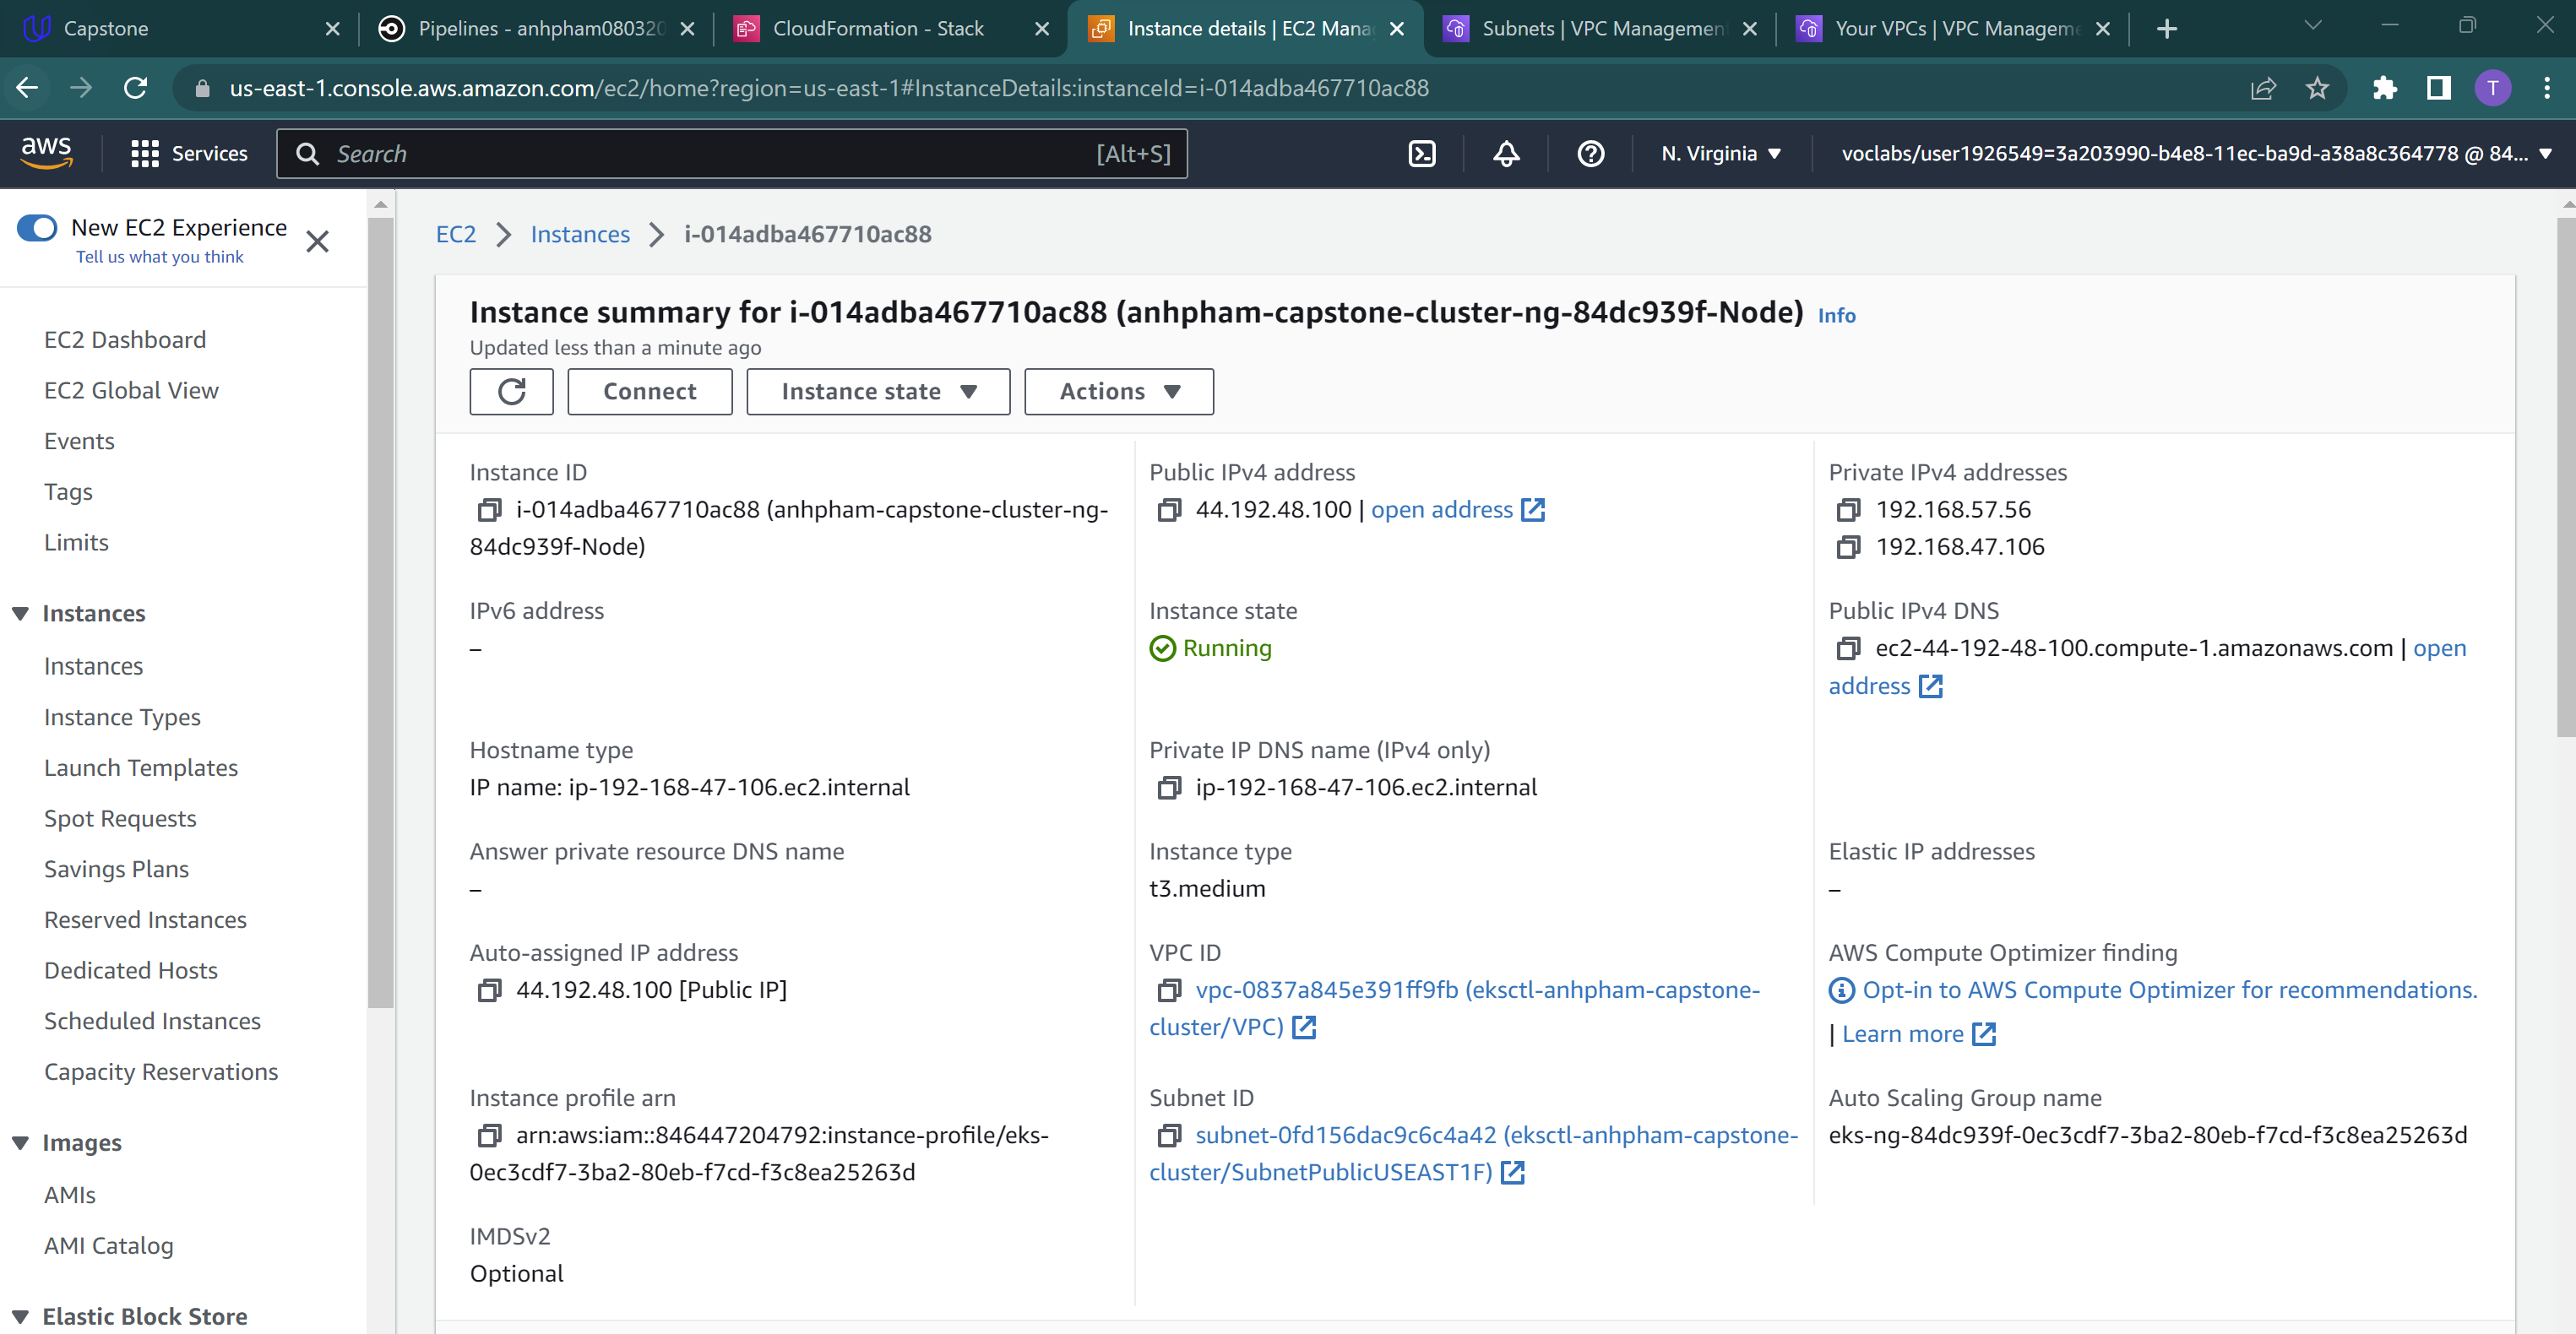 Capstone
Pipelines - anhpham080320
CloudFormation - Stack
Instance details | EC2 Mana
Subnets | VPC Managemen
Your VPCs | VPC Manageme
us-east-1.console.aws.amazon.com/ec2/home?region=us-east-1#InstanceDetails:instanceId=i-014adba467710ac88
T
aws
Services
Search
[Alt+S]
N. Virginia
voclabs/user1926549=3a203990-b4e8-11ec-ba9d-a38a8c364778 @ 84...
New EC2 Experience
Tell us what you think
EC2 Dashboard
EC2 Global View
Events
Tags
Limits
Instances
Instances
Instance Types
Launch Templates
Spot Requests
Savings Plans
Reserved Instances
Dedicated Hosts
Scheduled Instances
Capacity Reservations
Images
AMIs
AMI Catalog
Elastic Block Store
EC2 > Instances > i-014adba467710ac88
Instance summary for i-014adba467710ac88 (anhpham-capstone-cluster-ng-84dc939f-Node) Info
Updated less than a minute ago
Connect
Instance state
Actions
Instance ID
i-014adba467710ac88 (anhpham-capstone-cluster-ng-
84dc939f-Node)
Public IPv4 address
44.192.48.100 | open address
Private IPv4 addresses
192.168.57.56
192.168.47.106
IPv6 address
–
Instance state
Running
Public IPv4 DNS
ec2-44-192-48-100.compute-1.amazonaws.com | open
address
Hostname type
IP name: ip-192-168-47-106.ec2.internal
Private IP DNS name (IPv4 only)
ip-192-168-47-106.ec2.internal
Answer private resource DNS name
–
Instance type
t3.medium
Elastic IP addresses
–
Auto-assigned IP address
44.192.48.100 [Public IP]
VPC ID
vpc-0837a845e391ff9fb (eksctl-anhpham-capstone-
cluster/VPC)
AWS Compute Optimizer finding
Opt-in to AWS Compute Optimizer for recommendations.
| Learn more
Instance profile arn
arn:aws:iam::846447204792:instance-profile/eks-
0ec3cdf7-3ba2-80eb-f7cd-f3c8ea25263d
Subnet ID
subnet-0fd156dac9c6c4a42 (eksctl-anhpham-capstone-
cluster/SubnetPublicUSEAST1F)
Auto Scaling Group name
eks-ng-84dc939f-0ec3cdf7-3ba2-80eb-f7cd-f3c8ea25263d
IMDSv2
Optional